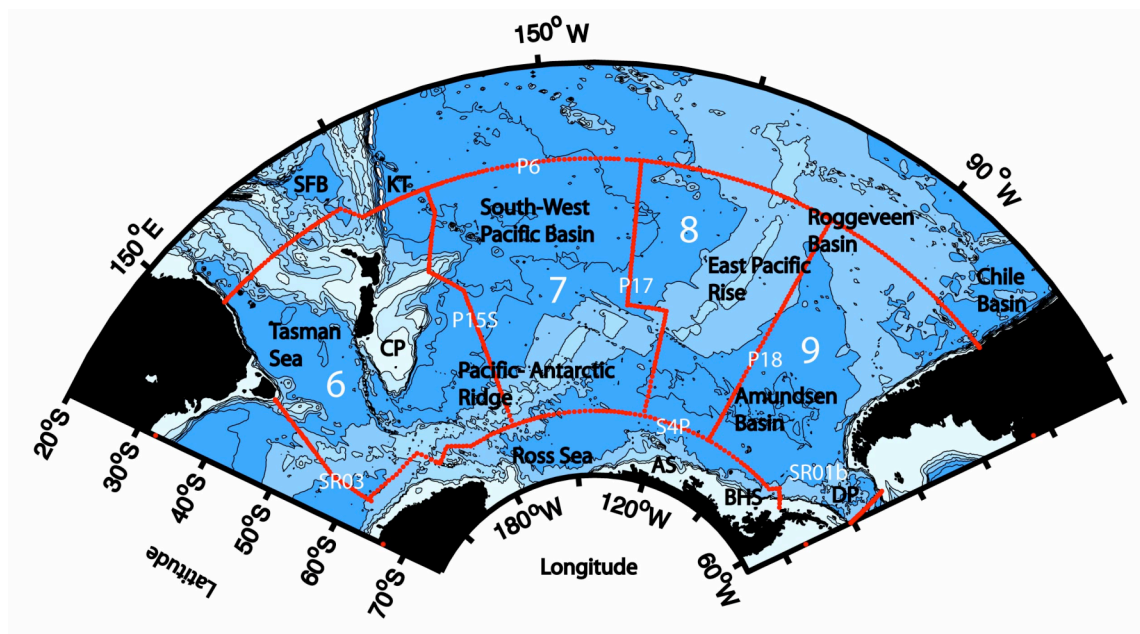 150° W
90° W
150° E
SFB
KT
P6
South-West
Pacific Basin
8
Roggeveen
Basin
East Pacific
Rise
Chile
Basin
7
P17
Tasman
Sea
6
CP
P15S
Pacific- Antarctic
Ridge
P18
9
Amundsen
Basin
S4P
Ross Sea
AS
SR03
SR01b
BHS
DP
20°S
30°S
40°S
50°S
60°S
70°S
Latitude
180°W
120°W
60°W
Longitude